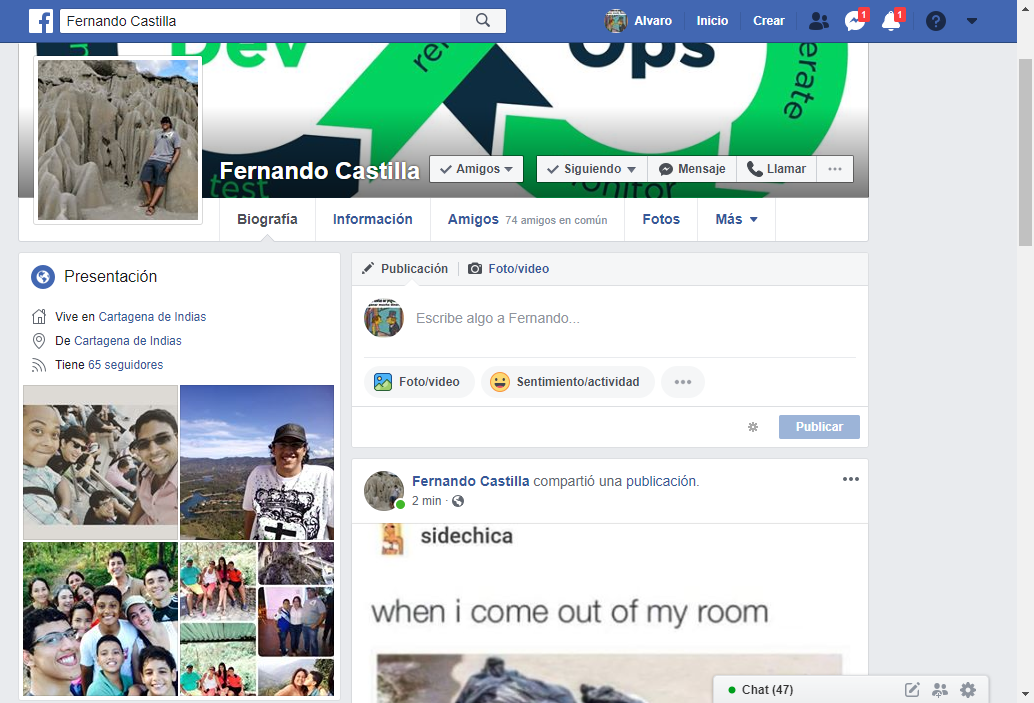 Fernando Castilla
Alvaro
Inicio
Crear
1
1
Dev
Ops
re
erate
test
monitor
Fernando Castilla
Amigos
Siguiendo
Mensaje
Llamar
Biografía
Información
Amigos 74 amigos en común
Fotos
Más
Presentación
Vive en Cartagena de Indias
De Cartagena de Indias
Tiene 65 seguidores
Publicación
Foto/video
Escribe algo a Fernando...
Foto/video
Sentimiento/actividad
Publicar
Fernando Castilla compartió una publicación.
2 min ·
sidechica
when i come out of my room
Chat (47)